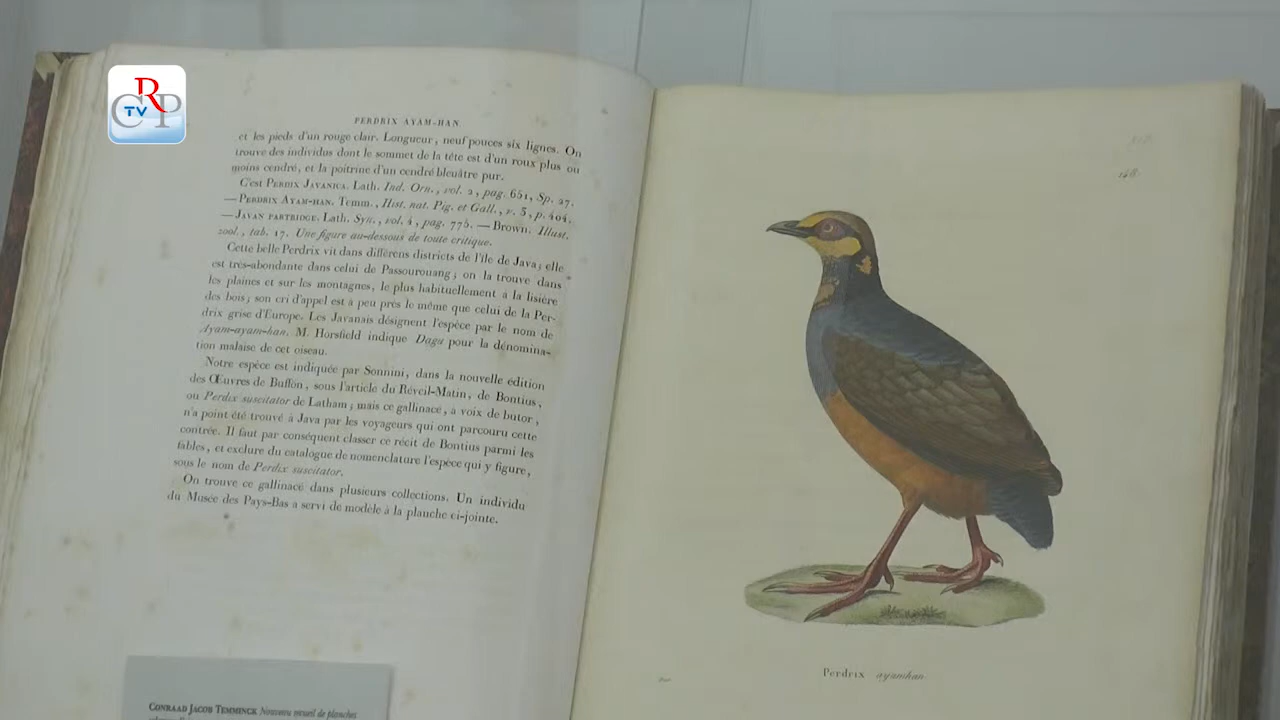 CRTVP
PERDRIX AYAM-HAN.
et les pieds d'un rouge clair. Longueur, neuf pouces six lignes. On
trouve des individus dont le sommet de la tête est d'un roux plus ou
moins cendré, et la poitrine d'un cendré bleuâtre pur.
C'est PERDIX JAVANICA. Lath. Ind. Orn., vol. 2, pag. 651, Sp. 27.
—PERDRIX AYAM-HAN. Temm., Hist. nat. Pig. et Gall., v. 3, p. 404.
—JAVAN PARTRIDGE. Lath. Syn., vol. 4, pag. 775. — Brown. Illust.
zool., tab. 17. Une figure au-dessous de toute critique.
Cette belle Perdrix vit dans différens districts de l'île de Java; elle
est très-abondante dans celui de Passourouang; on la trouve dans
les plaines et sur les montagnes, le plus habituellement à la lisière
des bois; son cri d'appel est à peu près le même que celui de la Per-
drix grise d'Europe. Les Javanais désignent l'espèce par le nom de
Ayam-ayam-han. M. Horsfield indique Dagu pour la dénomina-
tion malaise de cet oiseau.
Notre espèce est indiquée par Sonnini, dans la nouvelle édition
des Œuvres de Buffon, sous l'article du Réveil-Matin, de Bontius,
ou Perdix suscitator de Latham; mais ce gallinacé, à voix de butor,
n'a point été trouvé à Java par les voyageurs qui ont parcouru cette
contrée. Il faut par conséquent classer ce récit de Bontius parmi les
fables, et exclure du catalogue de nomenclature l'espèce qui y figure,
sous le nom de Perdix suscitator.
On trouve ce gallinacé dans plusieurs collections. Un individu
du Musée des Pays-Bas a servi de modèle à la planche ci-jointe.
CONRAAD JACOB TEMMINCK Nouveau recueil de planches
148.
Perdrix ayamhan